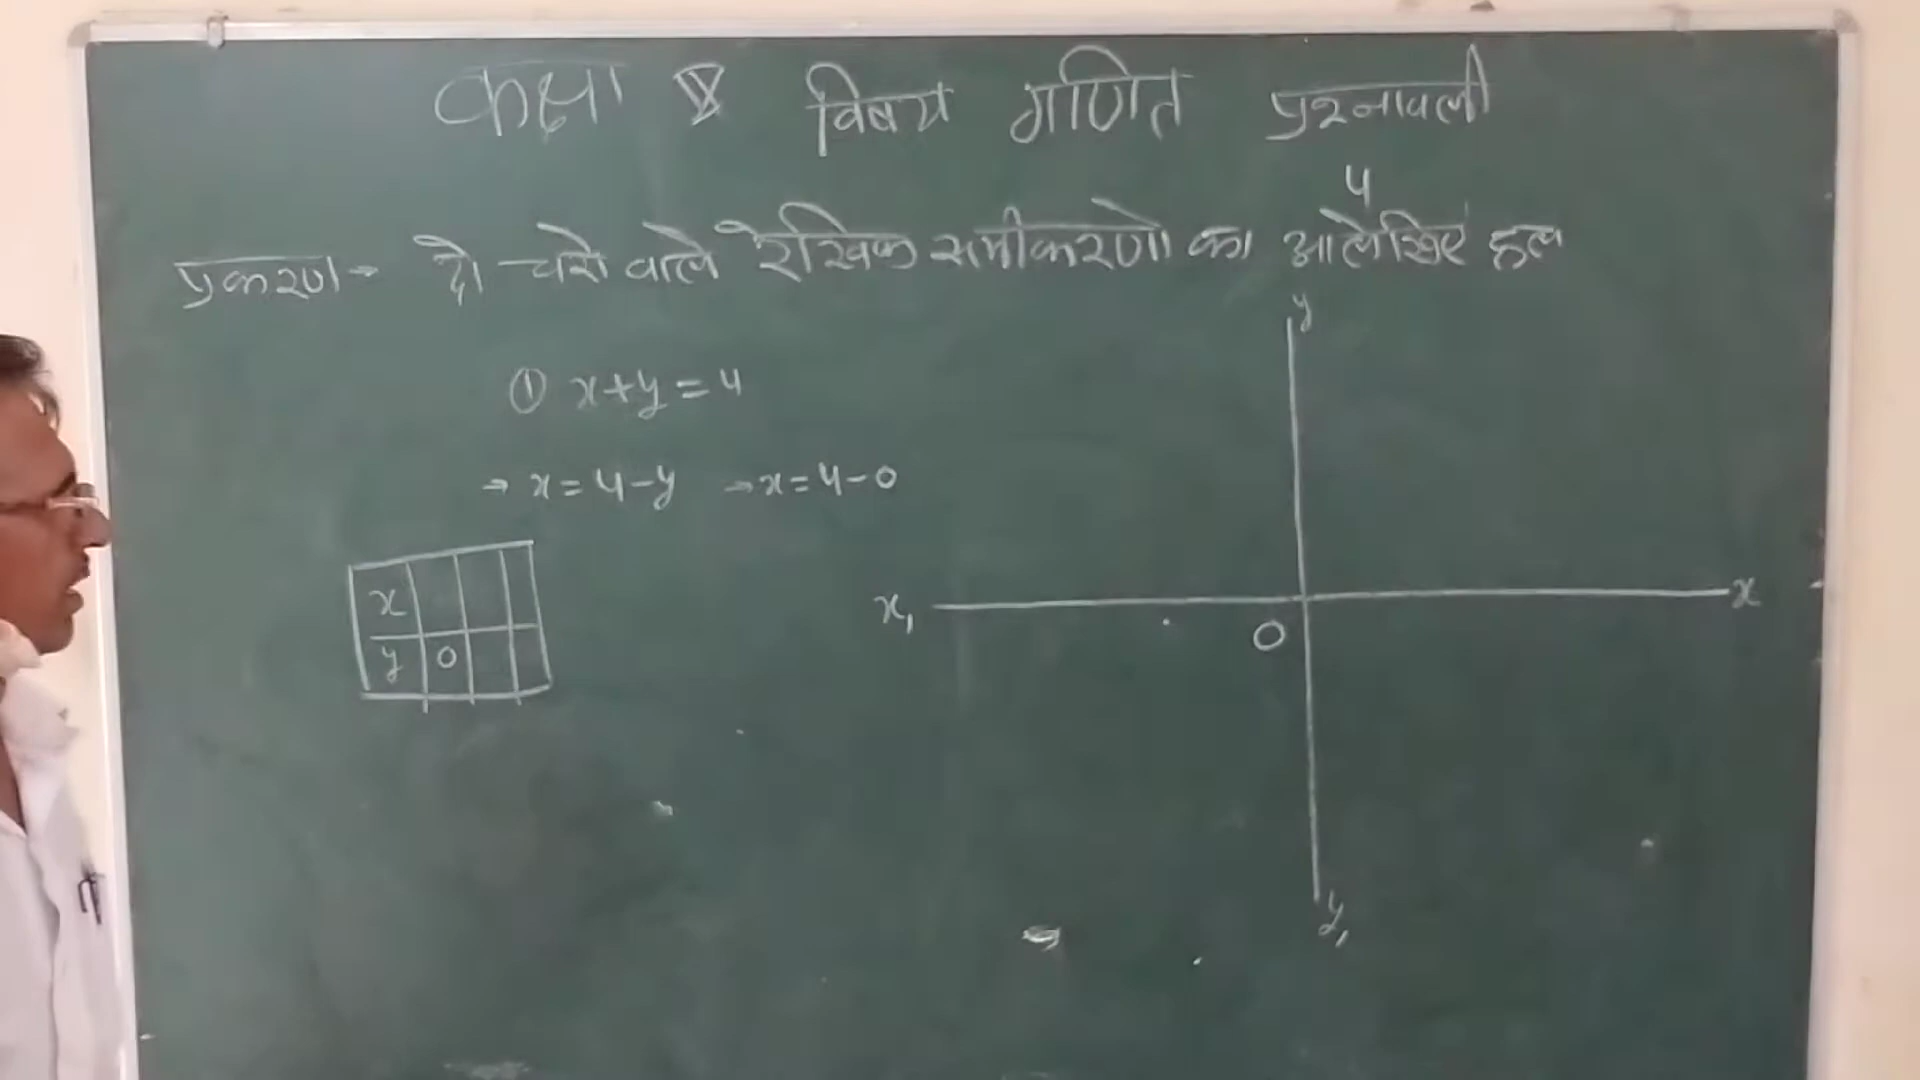 कक्षा X विषय गणित प्रश्नावली
4
प्रकरण → दो चरो वाले रेखिक समीकरणो का आलेखिए हल
① x+y=4
→ x=4-y → x=4-0
x
y 0
y
x₁ x
0
y₁